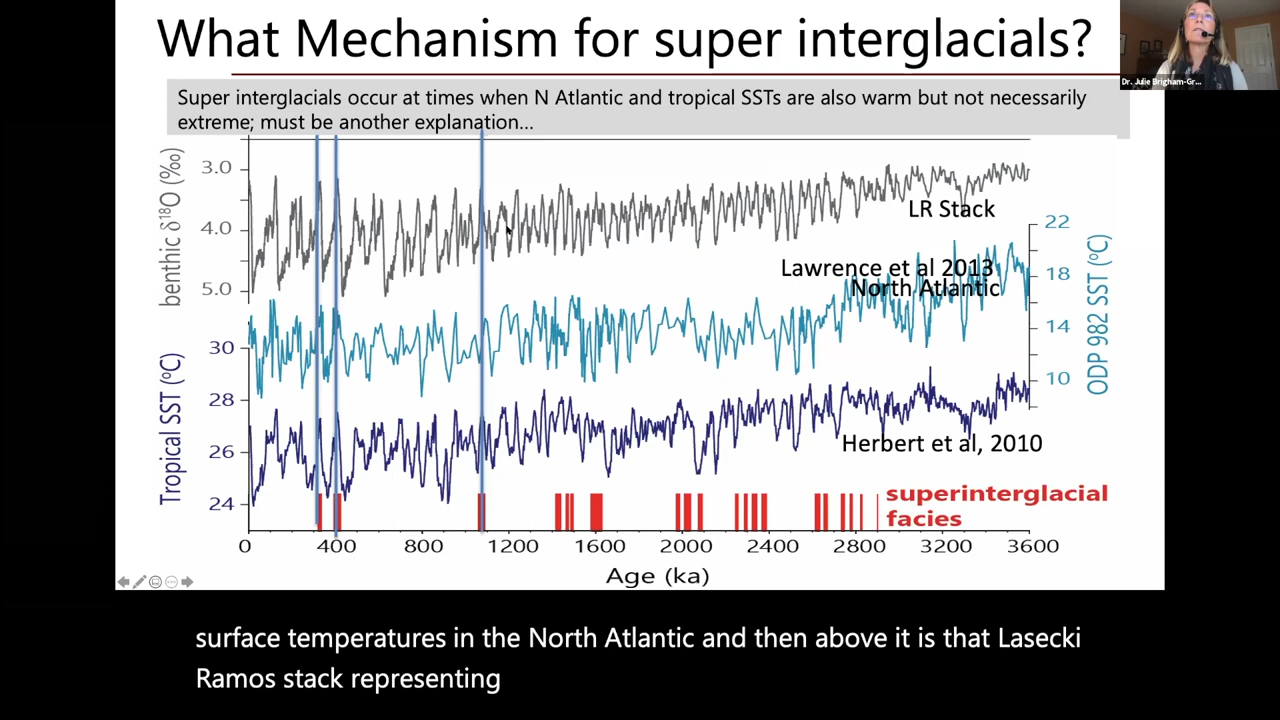 What Mechanism for super interglacials?
Dr. Julie Brigham-Gr...
Super interglacials occur at times when N Atlantic and tropical SSTs are also warm but not necessarily
extreme; must be another explanation...
benthic δ¹⁸O (‰)
3.0
4.0
5.0
LR Stack
22
18
14
10
ODP 982 SST (°C)
Lawrence et al 2013
North Atlantic
Tropical SST (°C)
30
28
26
24
Herbert et al, 2010
superinterglacial
facies
0 400 800 1200 1600 2000 2400 2800 3200 3600
Age (ka)
surface temperatures in the North Atlantic and then above it is that Lasecki
Ramos stack representing